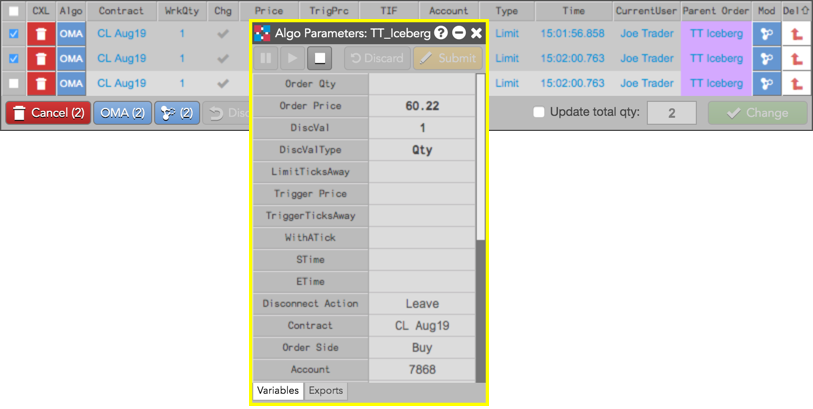 CXL Algo Contract WrkQty Chg Price TrigPrc TIF Account Type Time CurrentUser Parent Order Mod Del
OMA CL Aug19 1 Limit 15:01:56.858 Joe Trader TT Iceberg
OMA CL Aug19 1 Limit 15:02:00.763 Joe Trader TT Iceberg
OMA CL Aug19 1 Limit 15:02:00.763 Joe Trader TT Iceberg
Cancel (2) OMA (2) (2) Disc Update total qty: 2 Change
Algo Parameters: TT_Iceberg
Discard Submit
Order Qty
Order Price 60.22
DiscVal 1
DiscValType Qty
LimitTicksAway
Trigger Price
TriggerTicksAway
WithATick
STime
ETime
Disconnect Action Leave
Contract CL Aug19
Order Side Buy
Account 7868
Variables Exports